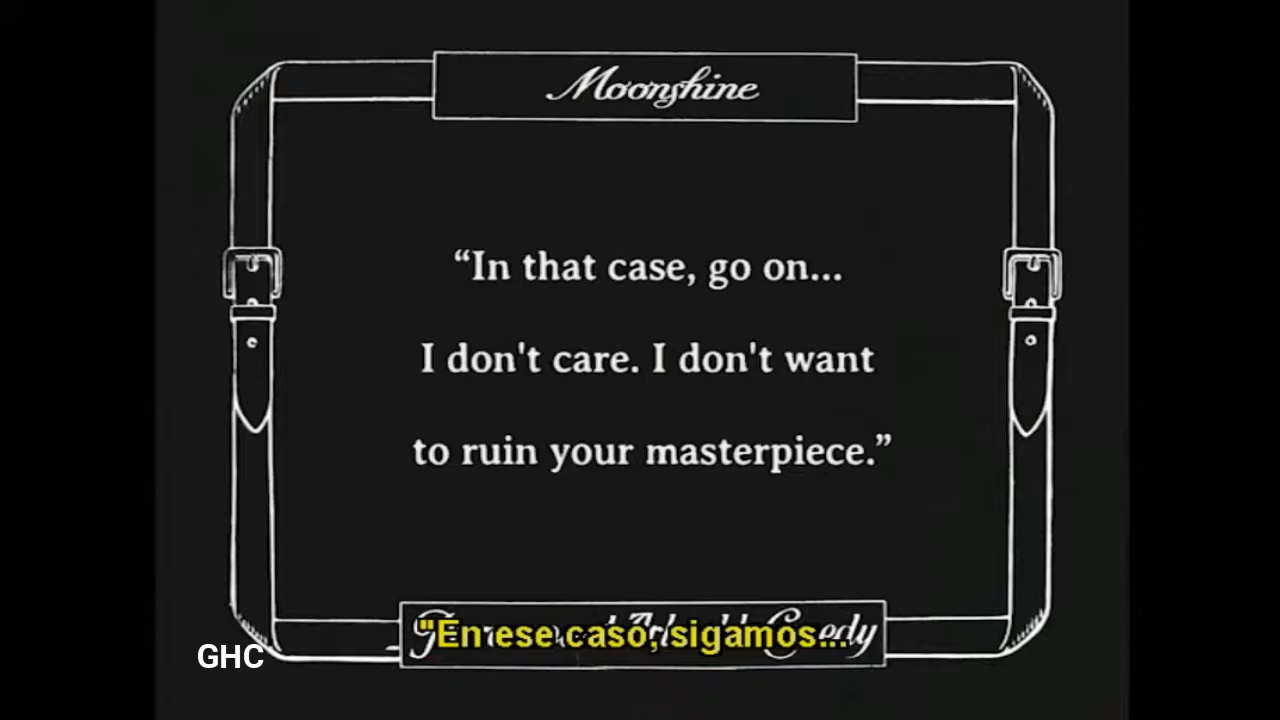 Moonshine
“In that case, go on...
I don't care. I don't want
to ruin your masterpiece.”
"En ese caso, sigamos...
GHC